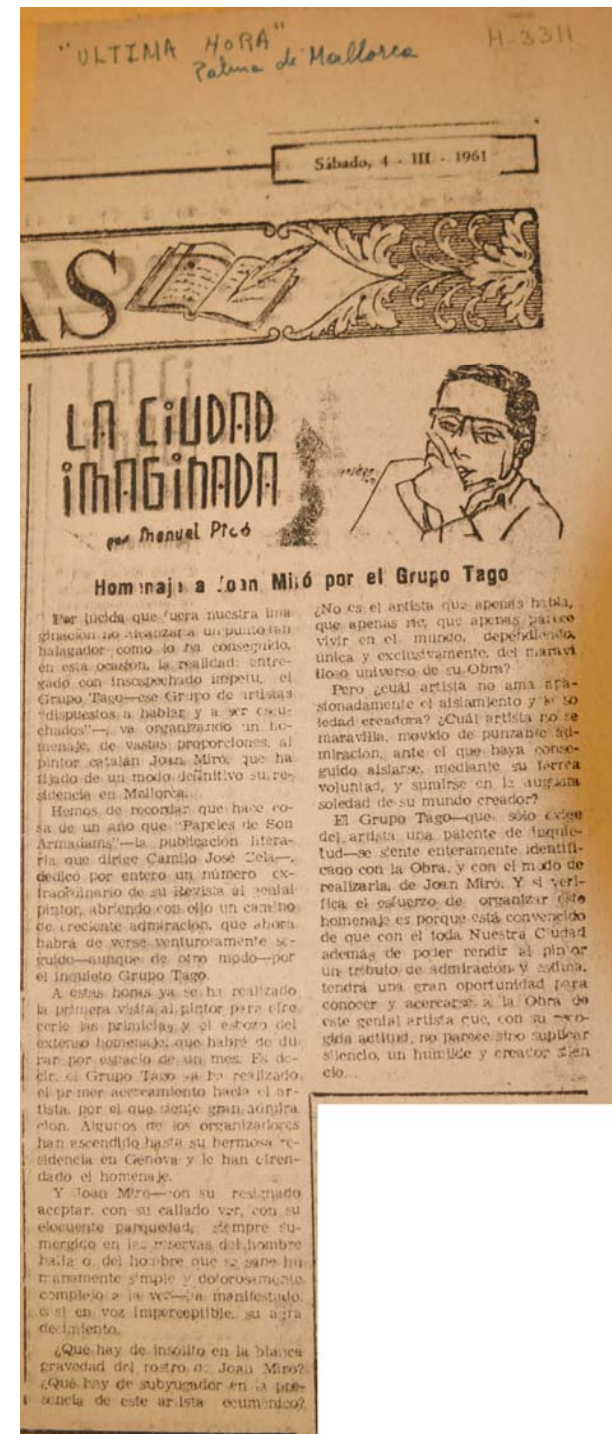 "ULTIMA HORA"
Palma de Mallorca
H-3311
Sábado, 4 - III - 1961
AS
LA CIUDAD
IMAGINADA
por Manuel Picó
Homenaje a Joan Miró por el Grupo Tago
Por lúcida que fuera nuestra ima
ginación no alcanzaría un punto tan
halagador como lo ha conseguido,
en esta ocasión, la realidad: entre-
gado con insospechado ímpetu, el
Grupo Tago—ese Grupo de artistas
"dispuestos a hablar y a ser escu-
chados"—, va organizando un ho-
menaje, de vastas proporciones, al
pintor catalán Joan Miró, que ha
fijado de un modo definitivo su re-
sidencia en Mallorca.
Hemos de recordar que hace co-
sa de un año que "Papeles de Son
Armadams"—la publicación litera-
ria que dirige Camilo José Cela—,
dedicó por entero un número ex-
traordinario de su Revista al genial
pintor, abriendo con ello un camino
de creciente admiración, que ahora
habrá de verse venturosamente se-
guido—aunque de otro modo—por
el inquieto Grupo Tago.
A estas horas ya se ha realizado
la primera visita al pintor para ofre
cerle las primicias y el esbozo del
extenso homenaje, que habrá de du
rar por espacio de un mes. Es de-
cir, el Grupo Tago ya ha realizado
el primer acercamiento hacia el ar-
tista, por el que siente gran admira
ción. Algunos de los organizadores
han ascendido hasta su hermosa re-
sidencia en Génova y le han ofren-
dado el homenaje.
Y Joan Miró—con su resignado
aceptar, con su callado ver, con su
elocuente parquedad, siempre su-
mergido en las reservas del hombre
halla o, del hombre que se sabe hu
manamente simple y dolorosamente
complejo a la vez—ha manifestado,
casi en voz imperceptible, su agra
decimiento.
¿Qué hay de insólito en la blanca
gravedad del rostro de Joan Miró?
¿Qué hay de subyugador en la pre-
sencia de este artista ecuménico?
¿No es el artista que apenas habla,
que apenas ríe, que apenas parece
vivir en el mundo, dependiendo,
única y exclusivamente, del maravi
lloso universo de su Obra?
Pero ¿cuál artista no ama apa-
sionadamente el aislamiento y la so
ledad creadora? ¿Cuál artista no se
maravilla, movido de punzante ad-
miración, ante el que haya conse-
guido aislarse, mediante su férrea
voluntad, y sumirse en la augusta
soledad de su mundo creador?
El Grupo Tago—que sólo exige
del artista una patente de inquie-
tud—se siente enteramente identifi-
cado con la Obra, y con el modo de
realizarla, de Joan Miró. Y si veri-
fica el esfuerzo de organizar este
homenaje es porque está convencido
de que con él toda Nuestra Ciudad
además de poder rendir al pintor
un tributo de admiración y estima,
tendrá una gran oportunidad para
conocer y acercarse a la Obra de
este genial artista que, con su reco-
gida actitud, no parece sino suplicar
silencio, un humilde y creador silen
cio...